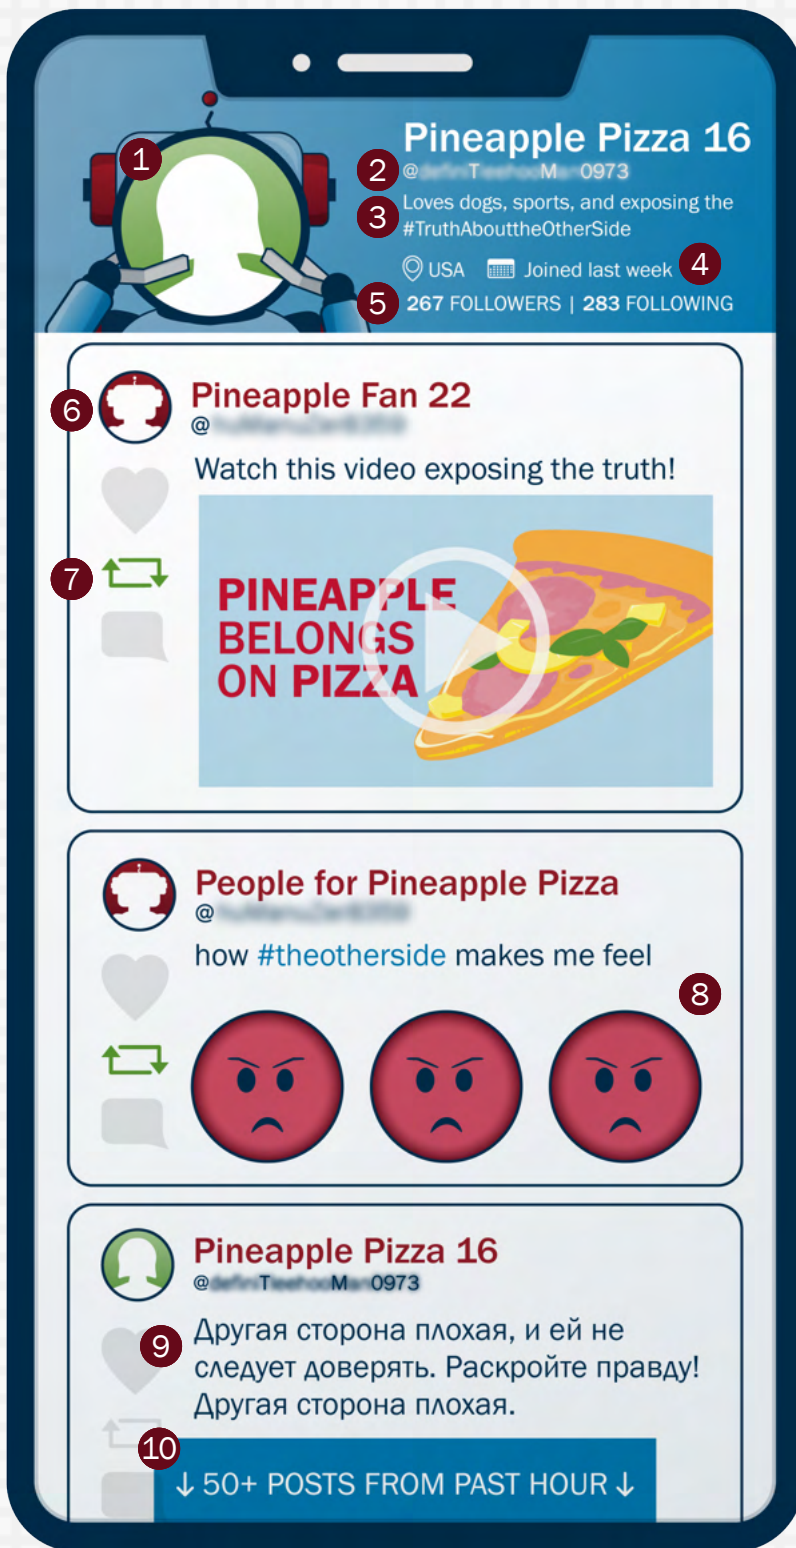 1
Pineapple Pizza 16
2
@definiTieehooMan0973
3
Loves dogs, sports, and exposing the
#TruthAbouttheOtherSide
USA Joined last week
4
5
267 FOLLOWERS | 283 FOLLOWING
6
Pineapple Fan 22
@
Watch this video exposing the truth!
7
PINEAPPLE
BELONGS
ON PIZZA
People for Pineapple Pizza
@
how #theotherside makes me feel
8
Pineapple Pizza 16
@definiTieehooMan0973
9
Другая сторона плохая, и ей не
следует доверять. Раскройте правду!
Другая сторона плохая.
10
↓ 50+ POSTS FROM PAST HOUR ↓